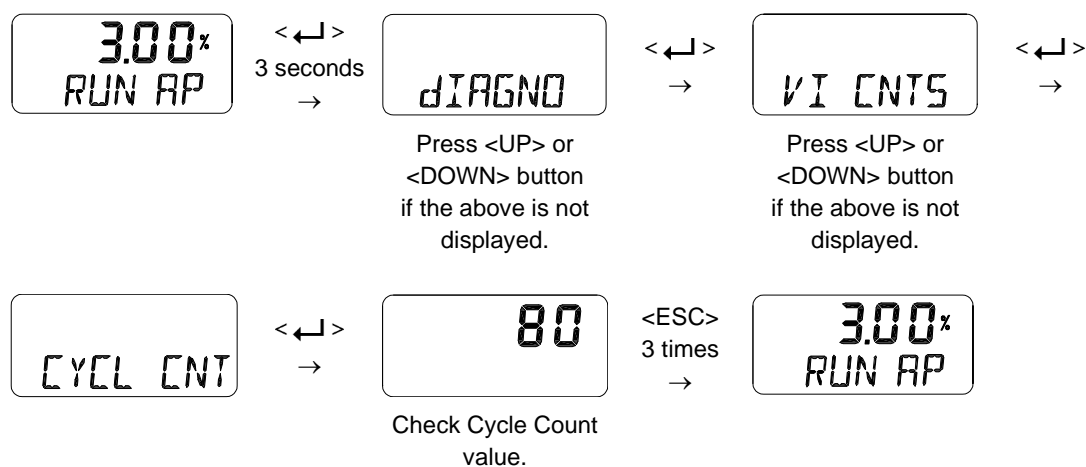 3.00%
RUN AP
<↵>
3 seconds
→
dIAGNO
Press <UP> or
<DOWN> button
if the above is not
displayed.
<↵>
→
VI CNTS
Press <UP> or
<DOWN> button
if the above is not
displayed.
<↵>
→
CYCL CNT
<↵>
→
80
Check Cycle Count
value.
<ESC>
3 times
→
3.00%
RUN AP